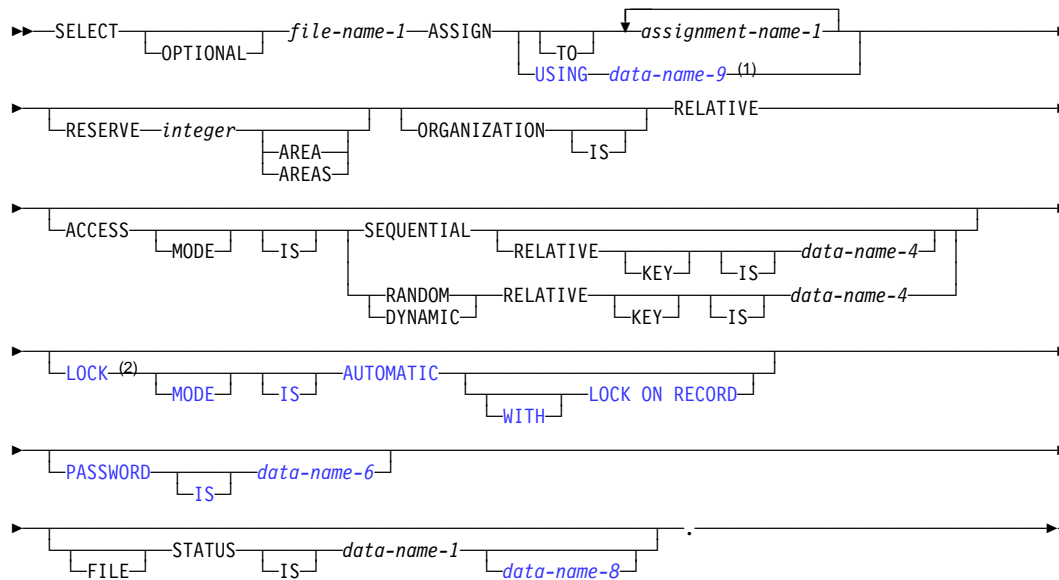 SELECT OPTIONAL file-name-1 ASSIGN TO assignment-name-1
USING data-name-9 (1)
RESERVE integer AREA AREAS ORGANIZATION IS RELATIVE
ACCESS MODE IS SEQUENTIAL RELATIVE KEY IS data-name-4
RANDOM RELATIVE KEY IS data-name-4
DYNAMIC
LOCK (2) MODE IS AUTOMATIC WITH LOCK ON RECORD
PASSWORD IS data-name-6
FILE STATUS IS data-name-1 data-name-8 .